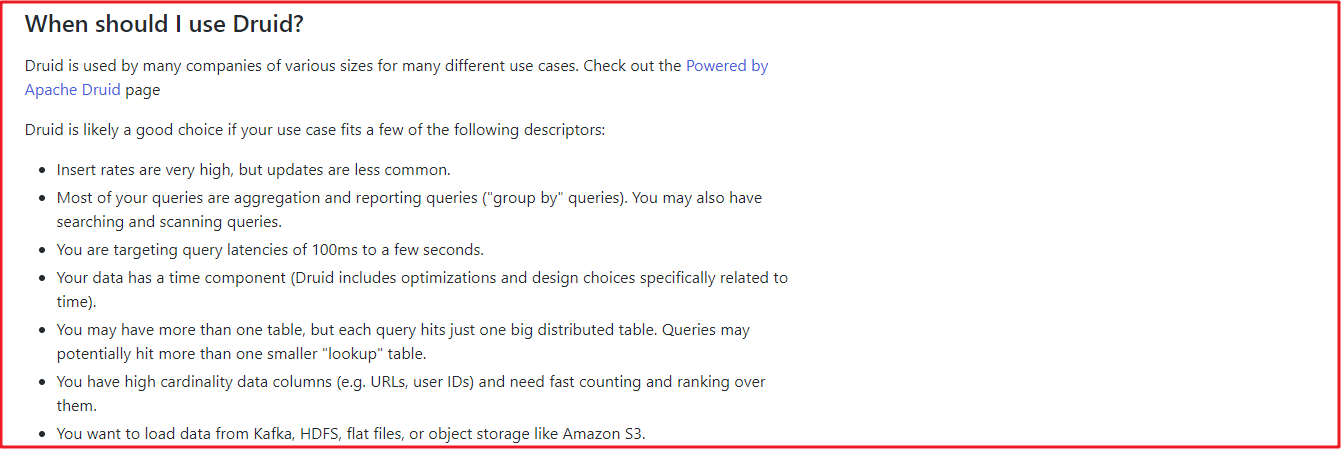 When should I use Druid?
Druid is used by many companies of various sizes for many different use cases. Check out the Powered by
Apache Druid page
Druid is likely a good choice if your use case fits a few of the following descriptors:
• Insert rates are very high, but updates are less common.
• Most of your queries are aggregation and reporting queries ("group by" queries). You may also have
searching and scanning queries.
• You are targeting query latencies of 100ms to a few seconds.
• Your data has a time component (Druid includes optimizations and design choices specifically related to
time).
• You may have more than one table, but each query hits just one big distributed table. Queries may
potentially hit more than one smaller "lookup" table.
• You have high cardinality data columns (e.g. URLs, user IDs) and need fast counting and ranking over
them.
• You want to load data from Kafka, HDFS, flat files, or object storage like Amazon S3.